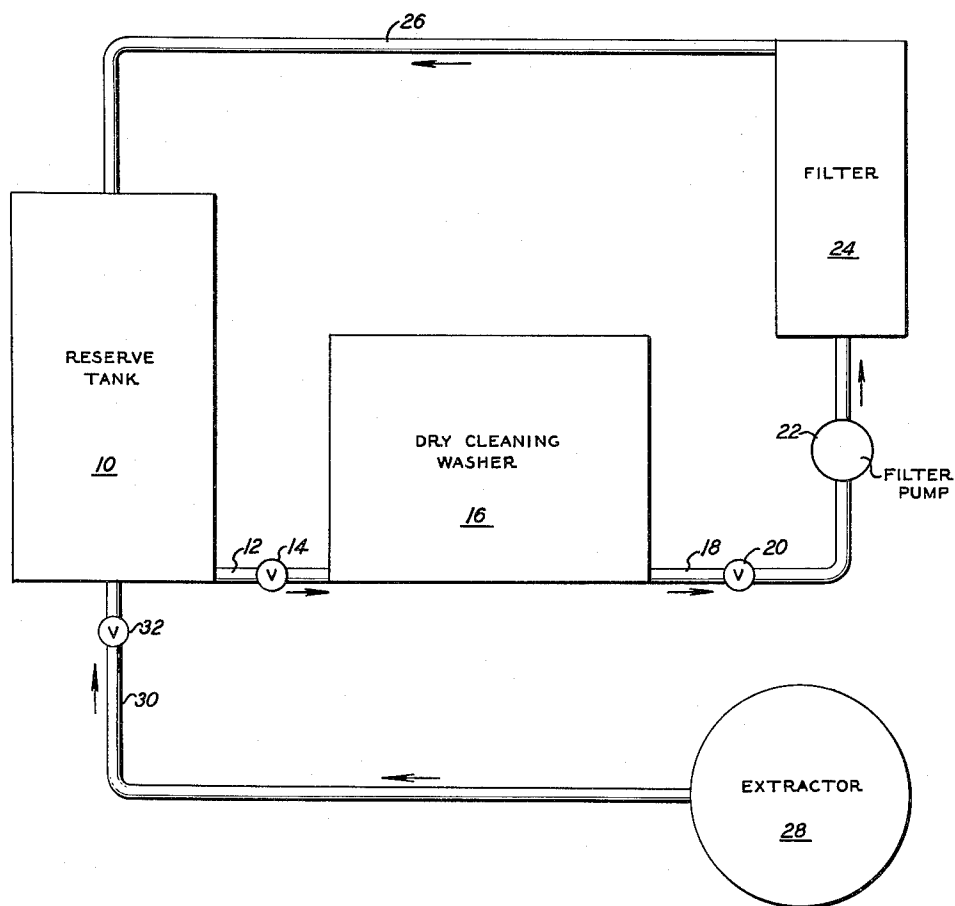 26
FILTER
24
RESERVE
TANK
10
DRY CLEANING
WASHER
16
22
FILTER
PUMP
12
14
18
20
V
V
V
32
30
EXTRACTOR
28